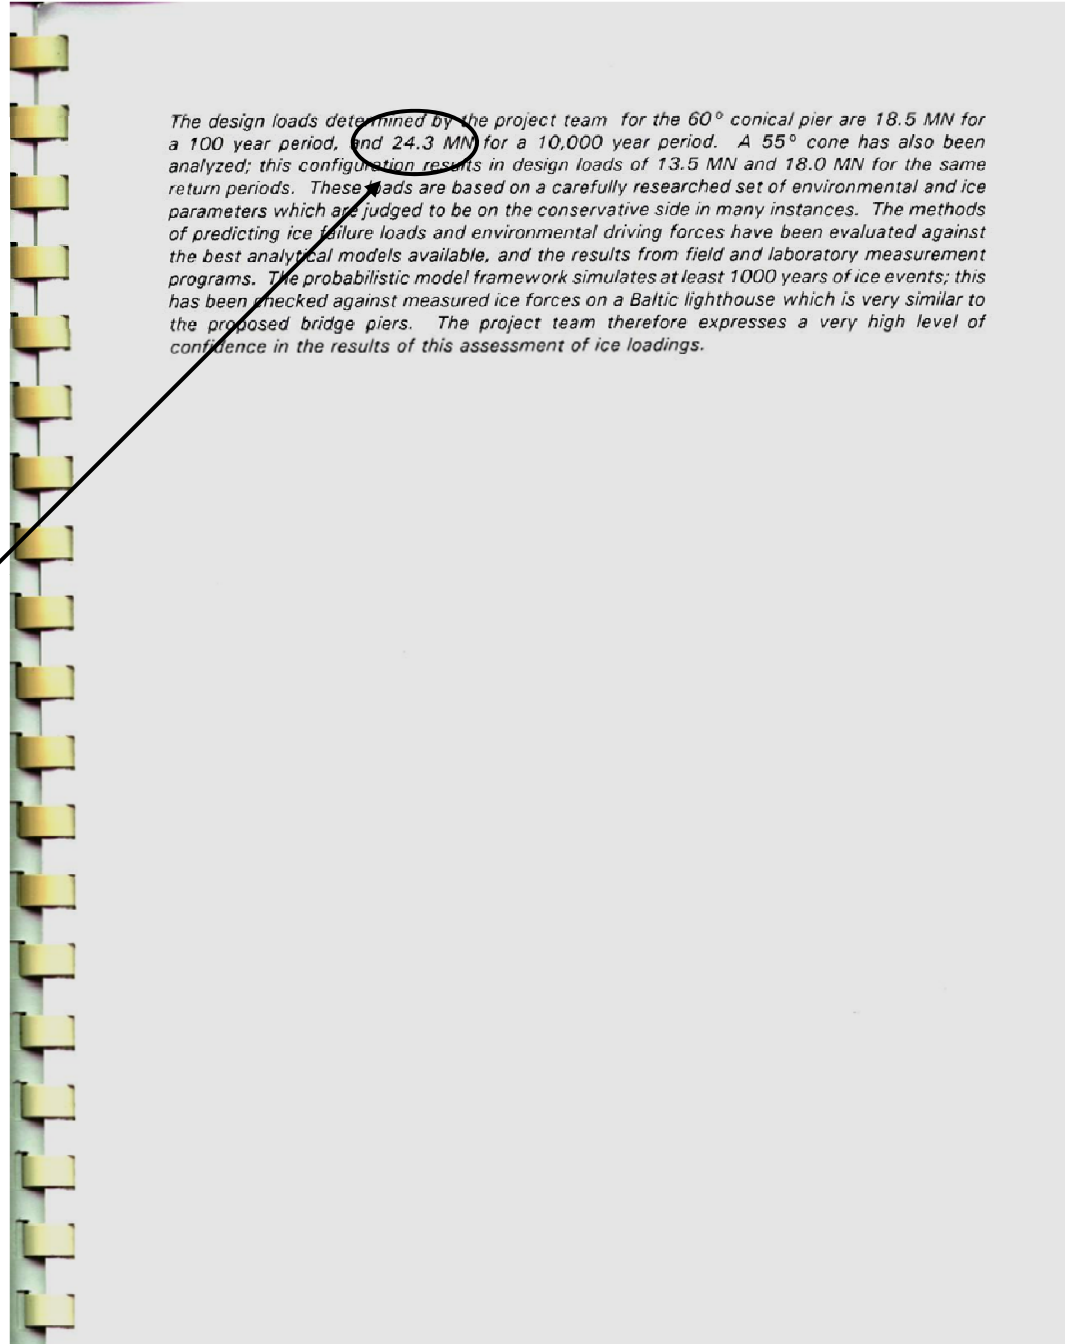 The design loads determined by the project team for the 60° conical pier are 18.5 MN for
a 100 year period, and 24.3 MN for a 10,000 year period. A 55° cone has also been
analyzed; this configuration results in design loads of 13.5 MN and 18.0 MN for the same
return periods. These loads are based on a carefully researched set of environmental and ice
parameters which are judged to be on the conservative side in many instances. The methods
of predicting ice failure loads and environmental driving forces have been evaluated against
the best analytical models available, and the results from field and laboratory measurement
programs. The probabilistic model framework simulates at least 1000 years of ice events; this
has been checked against measured ice forces on a Baltic lighthouse which is very similar to
the proposed bridge piers. The project team therefore expresses a very high level of
confidence in the results of this assessment of ice loadings.